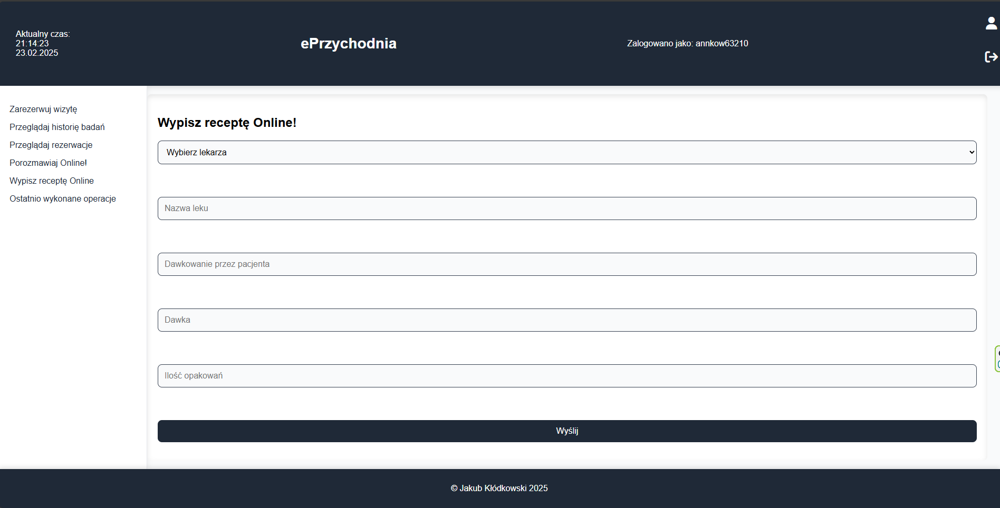 Aktualny czas:
21:14:23
23.02.2025
ePrzychodnia
Zalogowano jako: annkow63210
Zarezerwuj wizytę
Przeglądaj historię badań
Przeglądaj rezerwacje
Porozmawiaj Online!
Wypisz receptę Online
Ostatnio wykonane operacje
Wypisz receptę Online!
Wybierz lekarza
Nazwa leku
Dawkowanie przez pacjenta
Dawka
Ilość opakowań
Wyślij
© Jakub Kłódkowski 2025